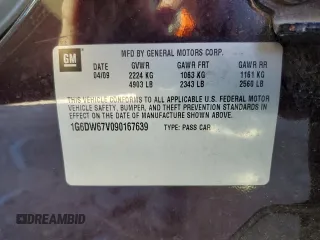 GM
MFD BY GENERAL MOTORS CORP.
DATE GVWR GAWR FRT GAWR RR
04/09 2224 KG 1063 KG 1161 KG
4903 LB 2343 LB 2560 LB
THIS VEHICLE CONFORMS TO ALL APPLICABLE U.S. FEDERAL MOTOR
VEHICLE SAFETY, BUMPER, AND THEFT PREVENTION STANDARDS IN
EFFECT ON THE DATE OF MANUFACTURE SHOWN ABOVE.
1G6DW67V090167639 TYPE: PASS CAR
DREAMBID